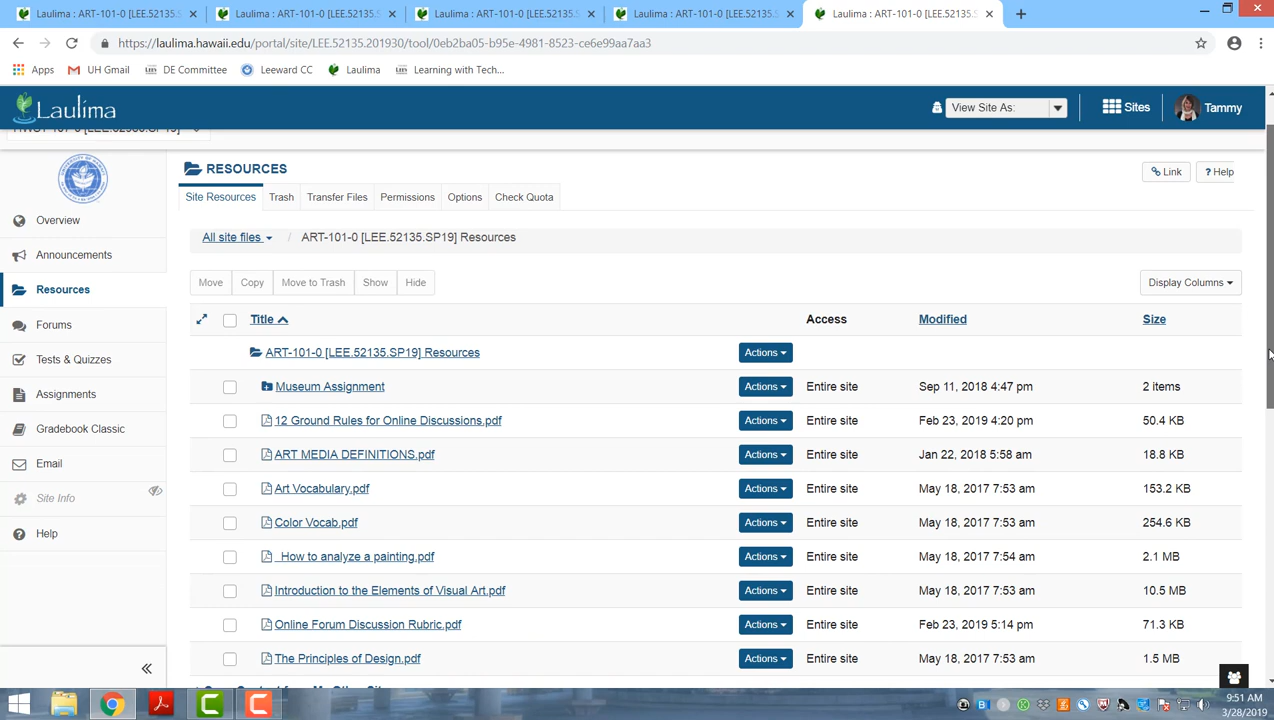 Laulima : ART-101-0 [LEE.52135.S
Laulima : ART-101-0 [LEE.52135.S
Laulima : ART-101-0 [LEE.52135.S
Laulima : ART-101-0 [LEE.52135.S
Laulima : ART-101-0 [LEE.52135.S
https://laulima.hawaii.edu/portal/site/LEE.52135.201930/tool/0eb2ba05-b95e-4981-8523-ce6e99aa7aa3
Apps UH Gmail DE Committee Leeward CC Laulima Learning with Tech...
Laulima View Site As: Sites Tammy
RESOURCES
Link ? Help
Site Resources Trash Transfer Files Permissions Options Check Quota
All site files / ART-101-0 [LEE.52135.SP19] Resources
Move Copy Move to Trash Show Hide Display Columns
Title Access Modified Size
ART-101-0 [LEE.52135.SP19] Resources Actions
Museum Assignment Actions Entire site Sep 11, 2018 4:47 pm 2 items
12 Ground Rules for Online Discussions.pdf Actions Entire site Feb 23, 2019 4:20 pm 50.4 KB
ART MEDIA DEFINITIONS.pdf Actions Entire site Jan 22, 2018 5:58 am 18.8 KB
Art Vocabulary.pdf Actions Entire site May 18, 2017 7:53 am 153.2 KB
Color Vocab.pdf Actions Entire site May 18, 2017 7:53 am 254.6 KB
_How to analyze a painting.pdf Actions Entire site May 18, 2017 7:54 am 2.1 MB
Introduction to the Elements of Visual Art.pdf Actions Entire site May 18, 2017 7:53 am 10.5 MB
Online Forum Discussion Rubric.pdf Actions Entire site Feb 23, 2019 5:14 pm 71.3 KB
The Principles of Design.pdf Actions Entire site May 18, 2017 7:53 am 1.5 MB
Overview
Announcements
Resources
Forums
Tests & Quizzes
Assignments
Gradebook Classic
Email
Site Info
Help
9:51 AM
3/28/2019